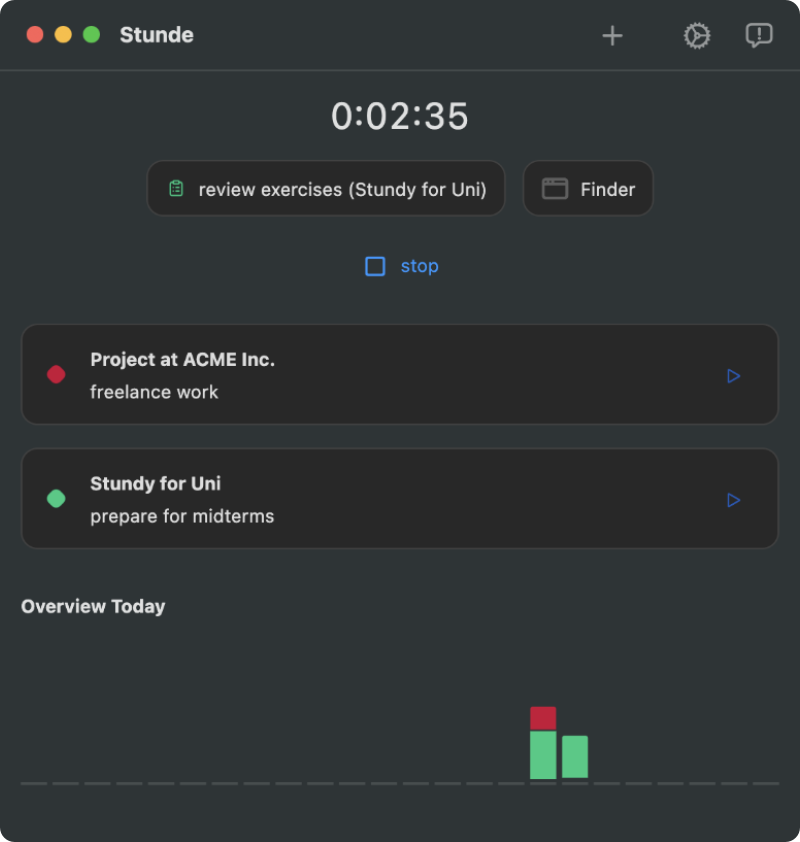 Stunde
0:02:35
review exercises (Stundy for Uni)
Finder
stop
Project at ACME Inc.
freelance work
Stundy for Uni
prepare for midterms
Overview Today